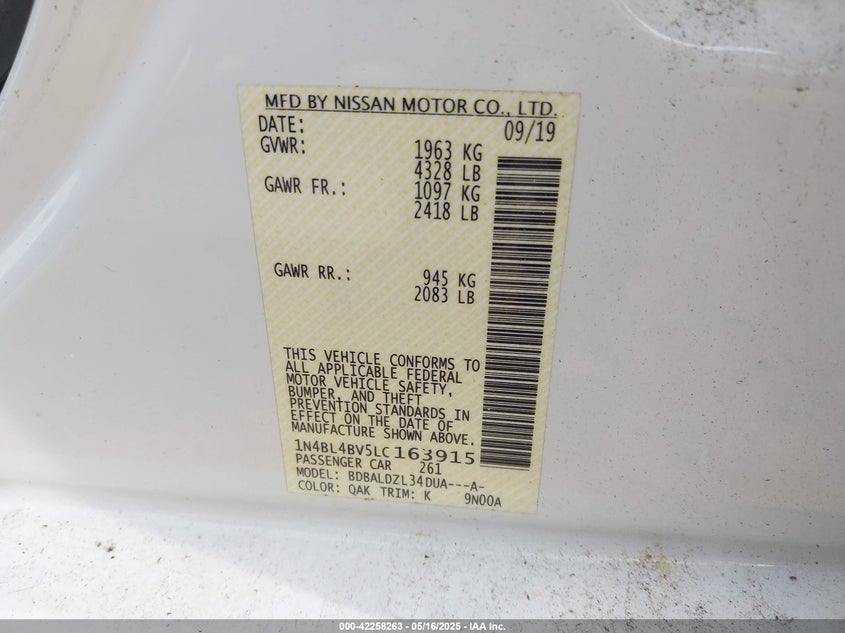 MFD BY NISSAN MOTOR CO., LTD.
DATE: 09/19
GVWR: 1963 KG
4328 LB
GAWR FR.: 1097 KG
2418 LB
GAWR RR.: 945 KG
2083 LB
THIS VEHICLE CONFORMS TO
ALL APPLICABLE FEDERAL
MOTOR VEHICLE SAFETY,
BUMPER, AND THEFT
PREVENTION STANDARDS IN
EFFECT ON THE DATE OF
MANUFACTURE SHOWN ABOVE.
1N4BL4BV5LC163915
PASSENGER CAR 261
MODEL: BDBALDZL34DUA---A-
COLOR: QAK TRIM: K 9N00A
000-42258263 - 05/16/2025 - IAA Inc.